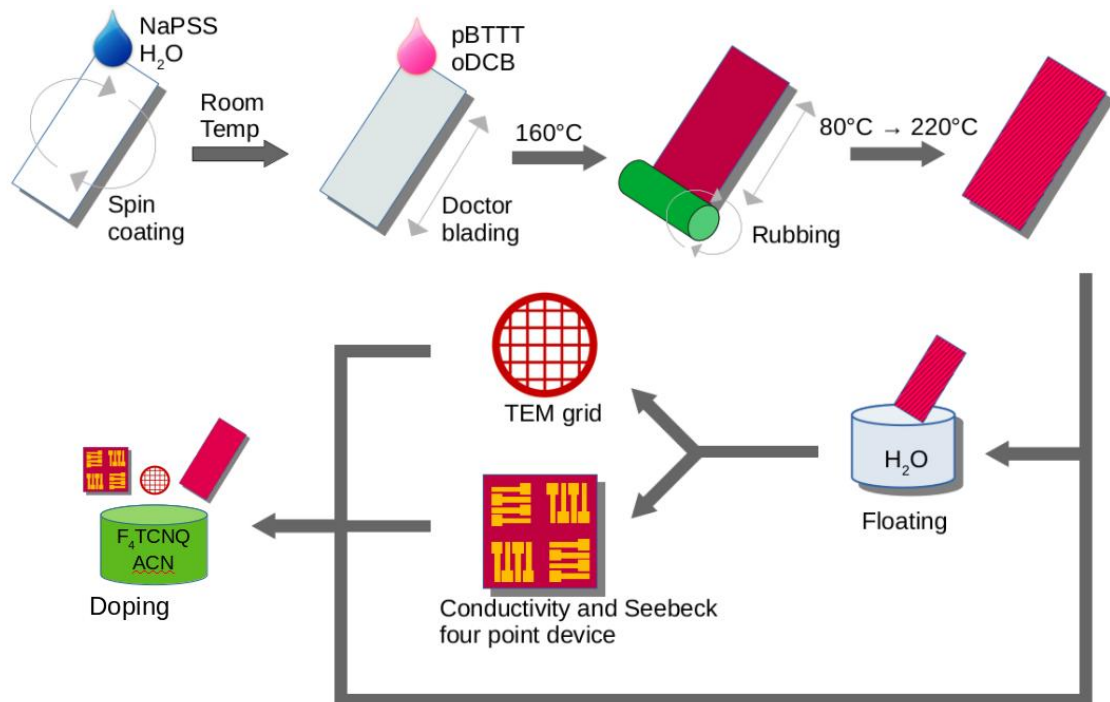 NaPSS
H₂O
Spin
coating
Room
Temp
pBTTT
oDCB
Doctor
blading
160°C
Rubbing
80°C → 220°C
TEM grid
H₂O
Floating
Conductivity and Seebeck
four point device
F₄TCNQ
ACN
Doping